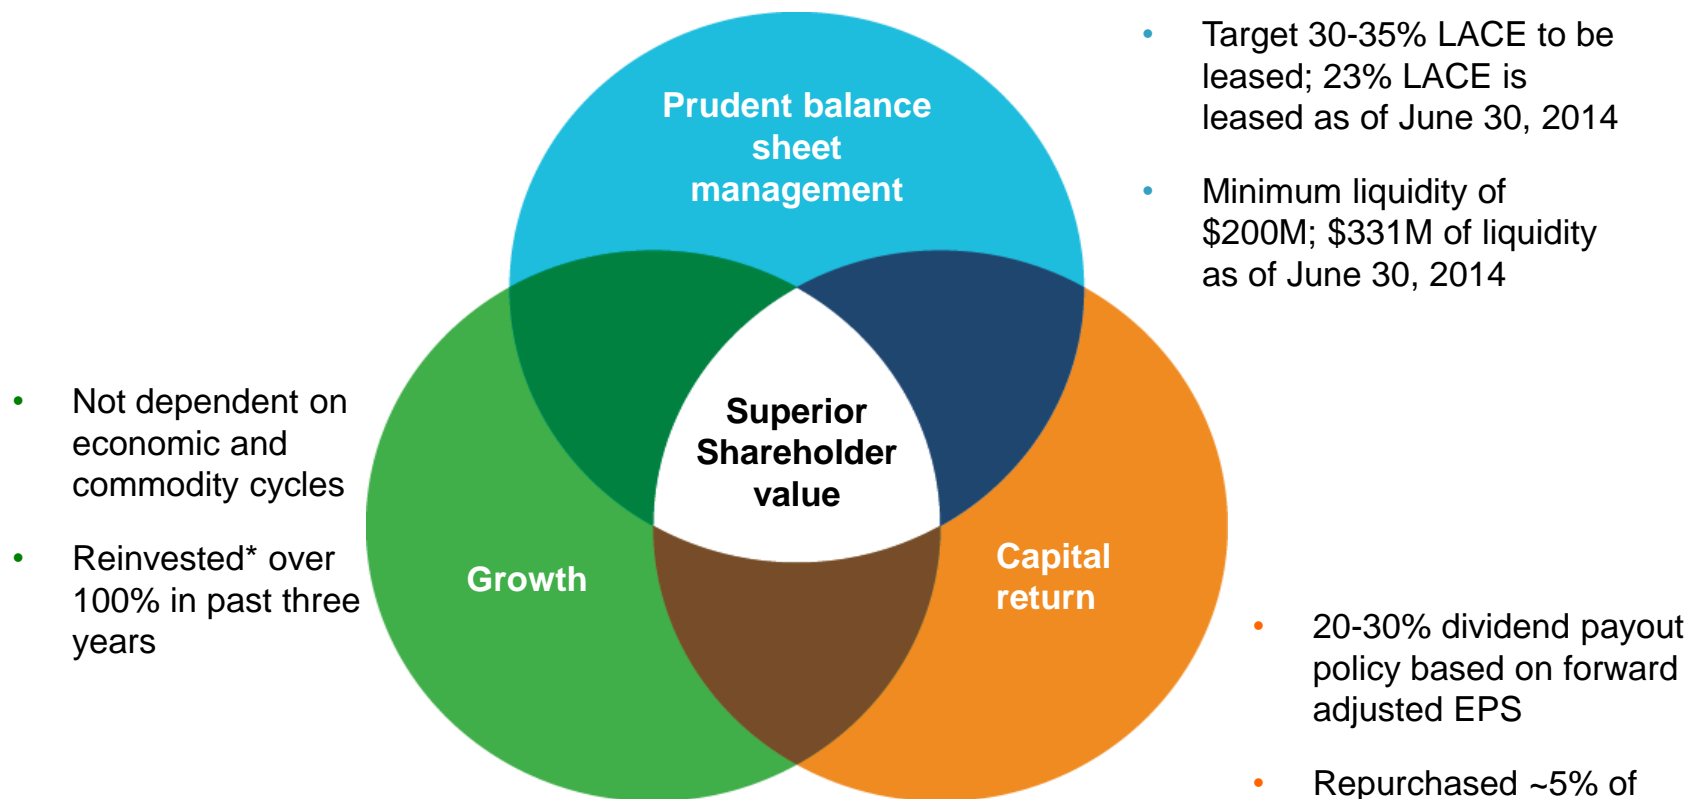 • Target 30-35% LACE to be
leased; 23% LACE is
leased as of June 30, 2014
• Minimum liquidity of
$200M; $331M of liquidity
as of June 30, 2014
Prudent balance
sheet
management
Superior
Shareholder
value
• Not dependent on
economic and
commodity cycles
• Reinvested* over
100% in past three
years
Growth
Capital
return
• 20-30% dividend payout
policy based on forward
adjusted EPS
• Repurchased ~5% of